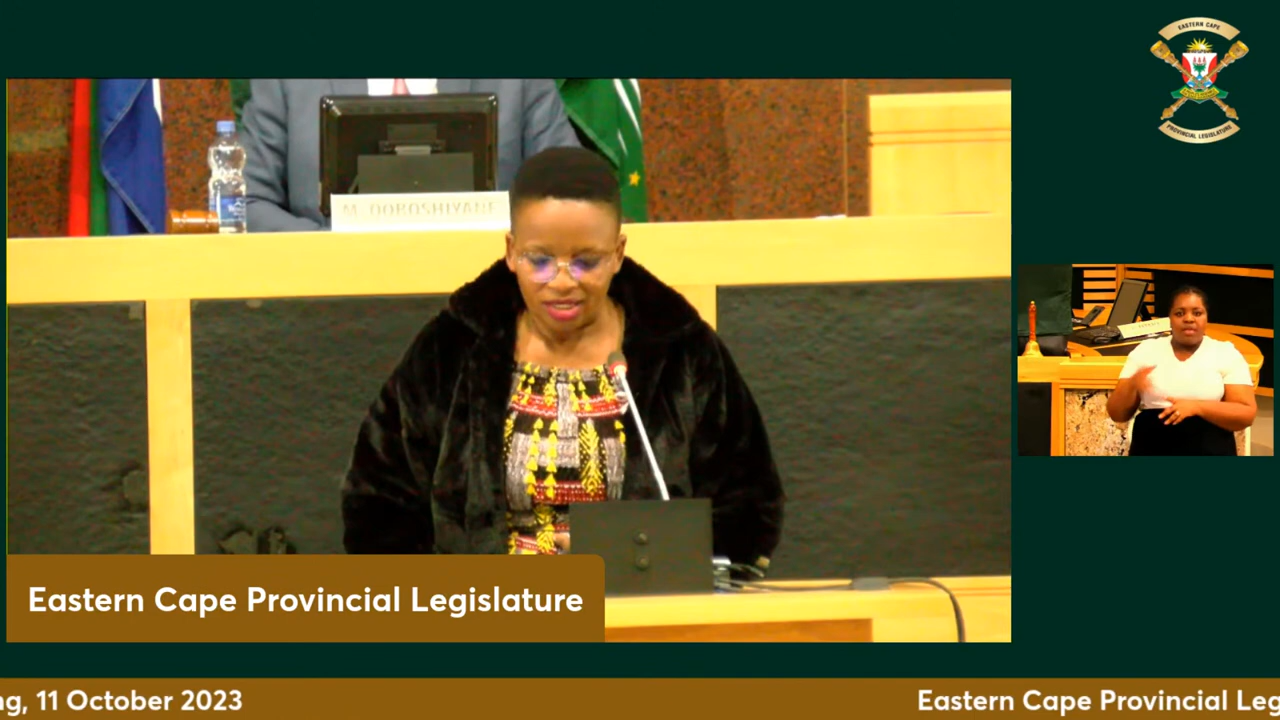 EASTERN CAPE
PROVINCIAL LEGISLATURE
M. QOBOSHIYANE
Eastern Cape Provincial Legislature
ng, 11 October 2023
Eastern Cape Provincial Leg